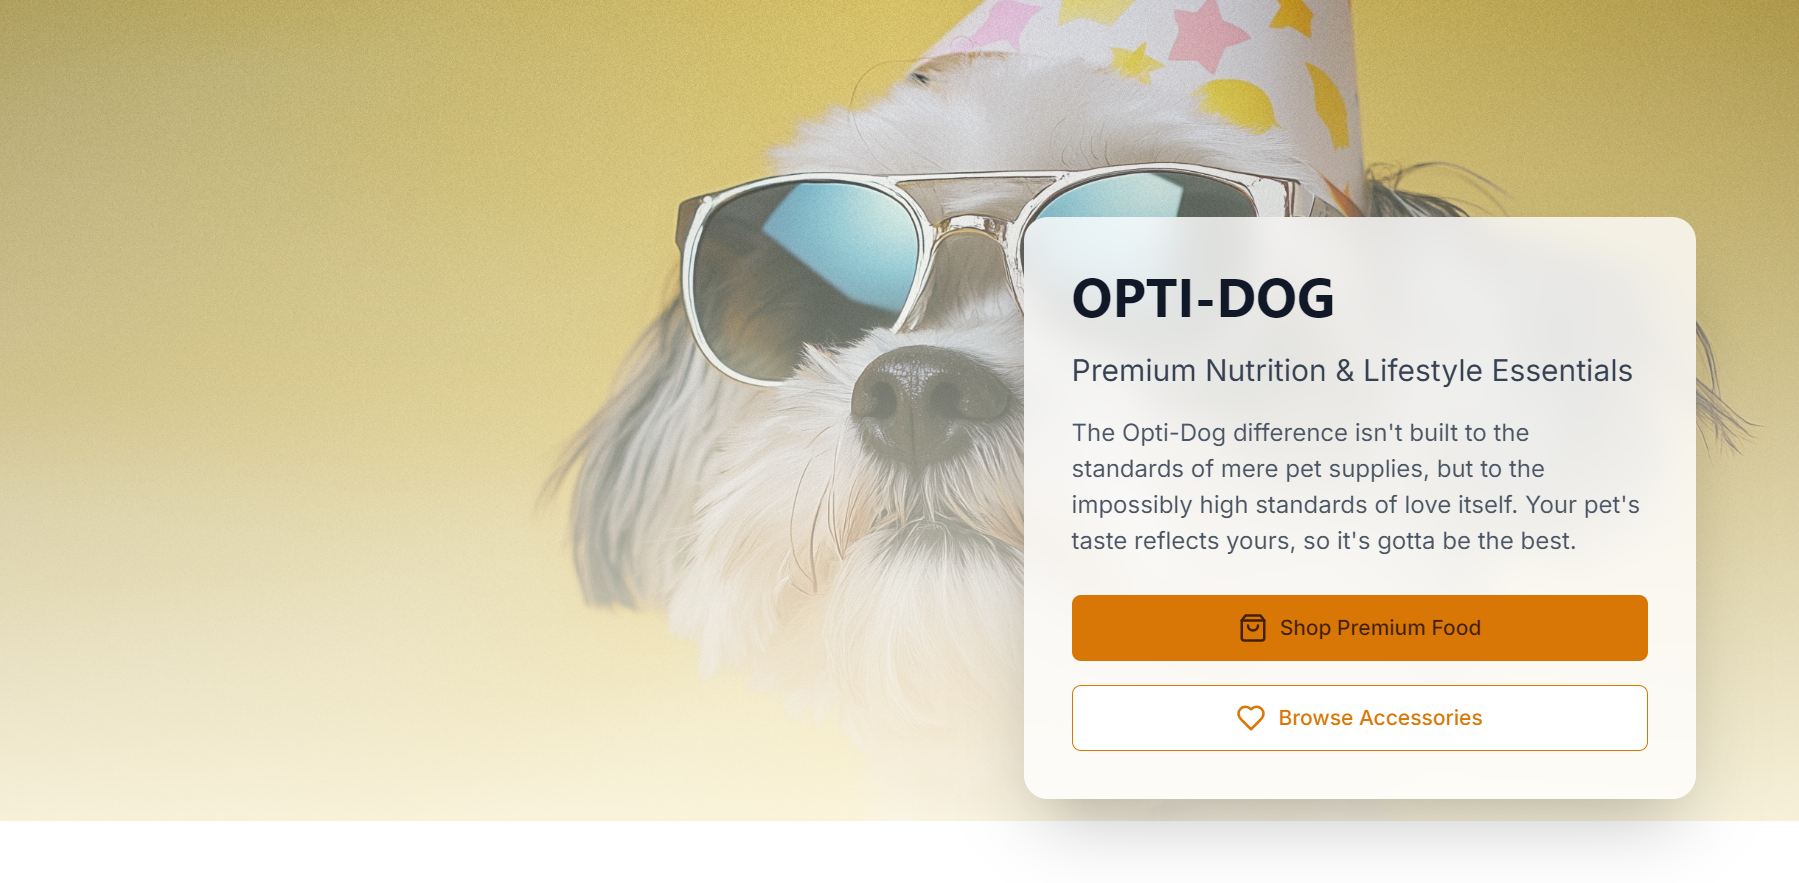 OPTI-DOG
Premium Nutrition & Lifestyle Essentials
The Opti-Dog difference isn't built to the
standards of mere pet supplies, but to the
impossibly high standards of love itself. Your pet's
taste reflects yours, so it's gotta be the best.
Shop Premium Food
Browse Accessories